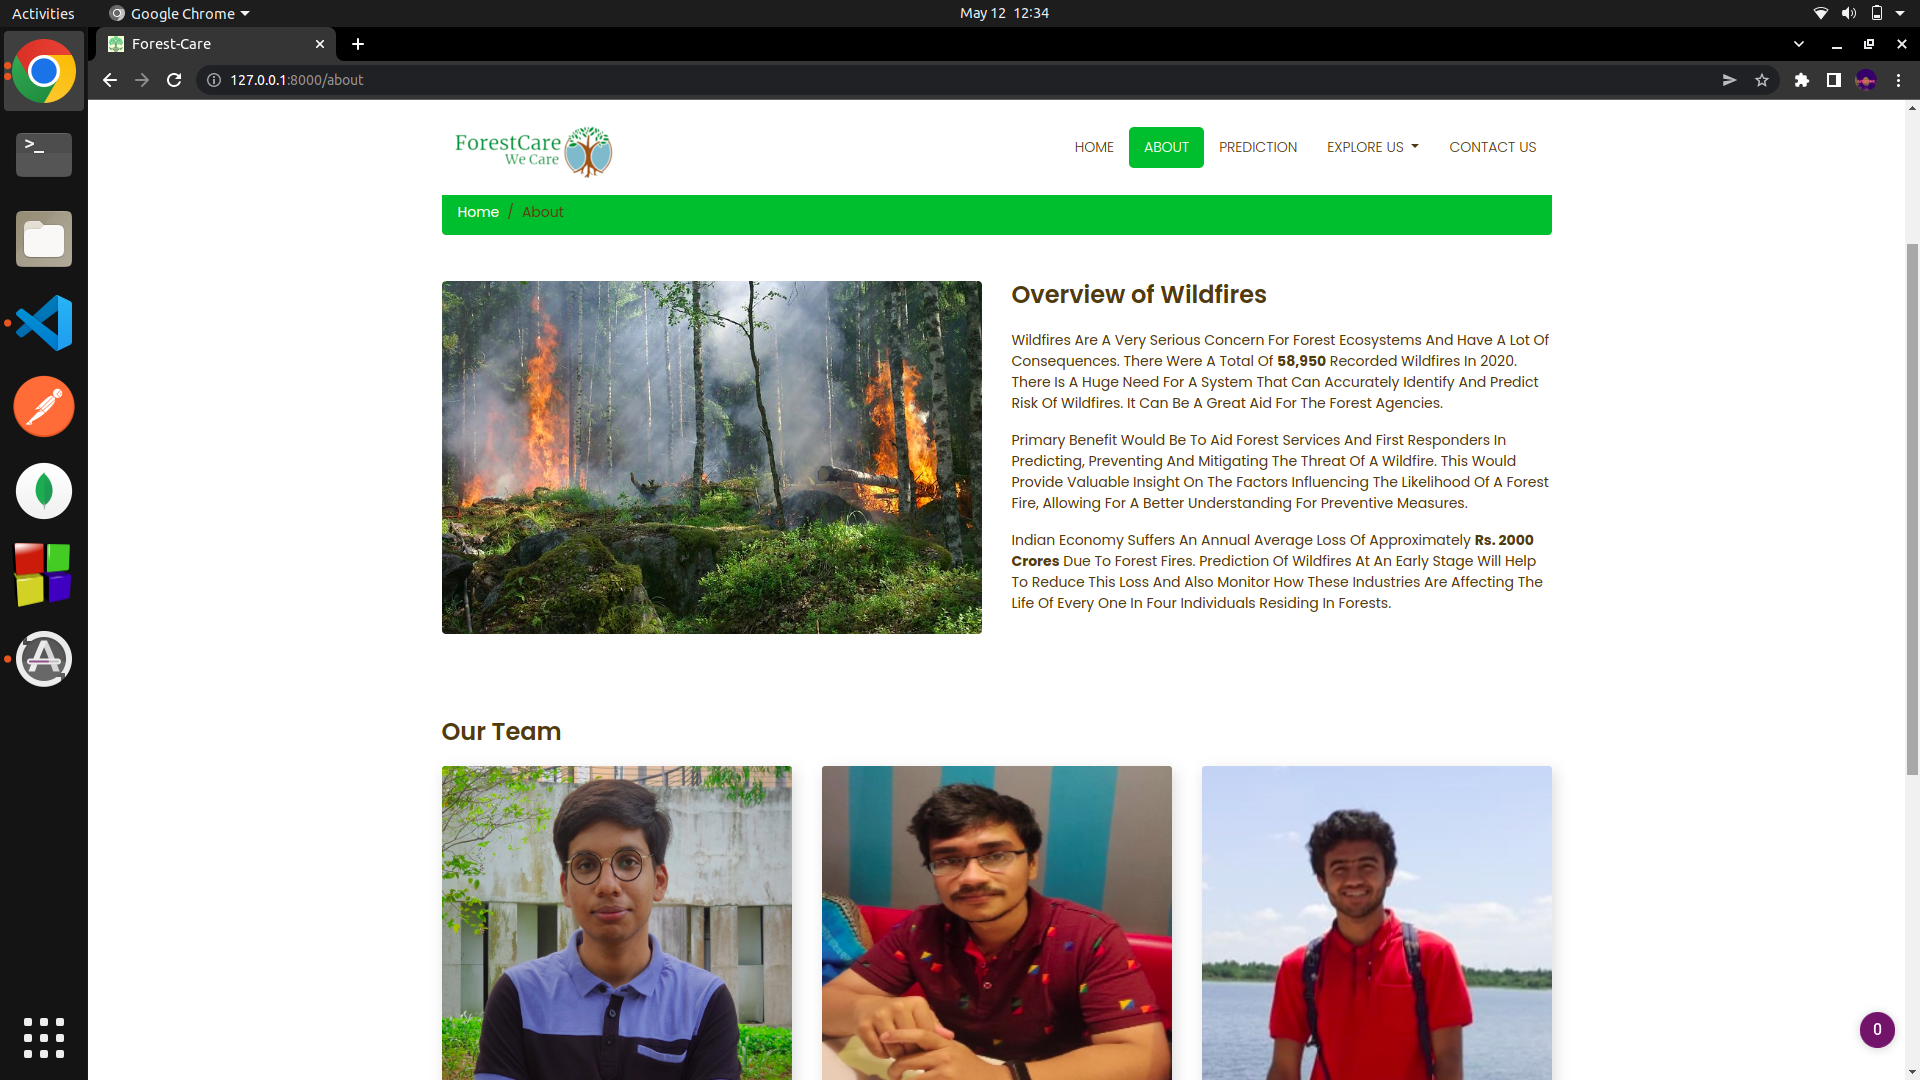 Activities
Google Chrome
May 12 12:34
Forest-Care
127.0.0.1:8000/about
>_
ForestCare
We Care
HOME
ABOUT
PREDICTION
EXPLORE US
CONTACT US
Home / About
Overview of Wildfires
Wildfires Are A Very Serious Concern For Forest Ecosystems And Have A Lot Of
Consequences. There Were A Total Of 58,950 Recorded Wildfires In 2020.
There Is A Huge Need For A System That Can Accurately Identify And Predict
Risk Of Wildfires. It Can Be A Great Aid For The Forest Agencies.
Primary Benefit Would Be To Aid Forest Services And First Responders In
Predicting, Preventing And Mitigating The Threat Of A Wildfire. This Would
Provide Valuable Insight On The Factors Influencing The Likelihood Of A Forest
Fire, Allowing For A Better Understanding For Preventive Measures.
Indian Economy Suffers An Annual Average Loss Of Approximately Rs. 2000
Crores Due To Forest Fires. Prediction Of Wildfires At An Early Stage Will Help
To Reduce This Loss And Also Monitor How These Industries Are Affecting The
Life Of Every One In Four Individuals Residing In Forests.
Our Team
0